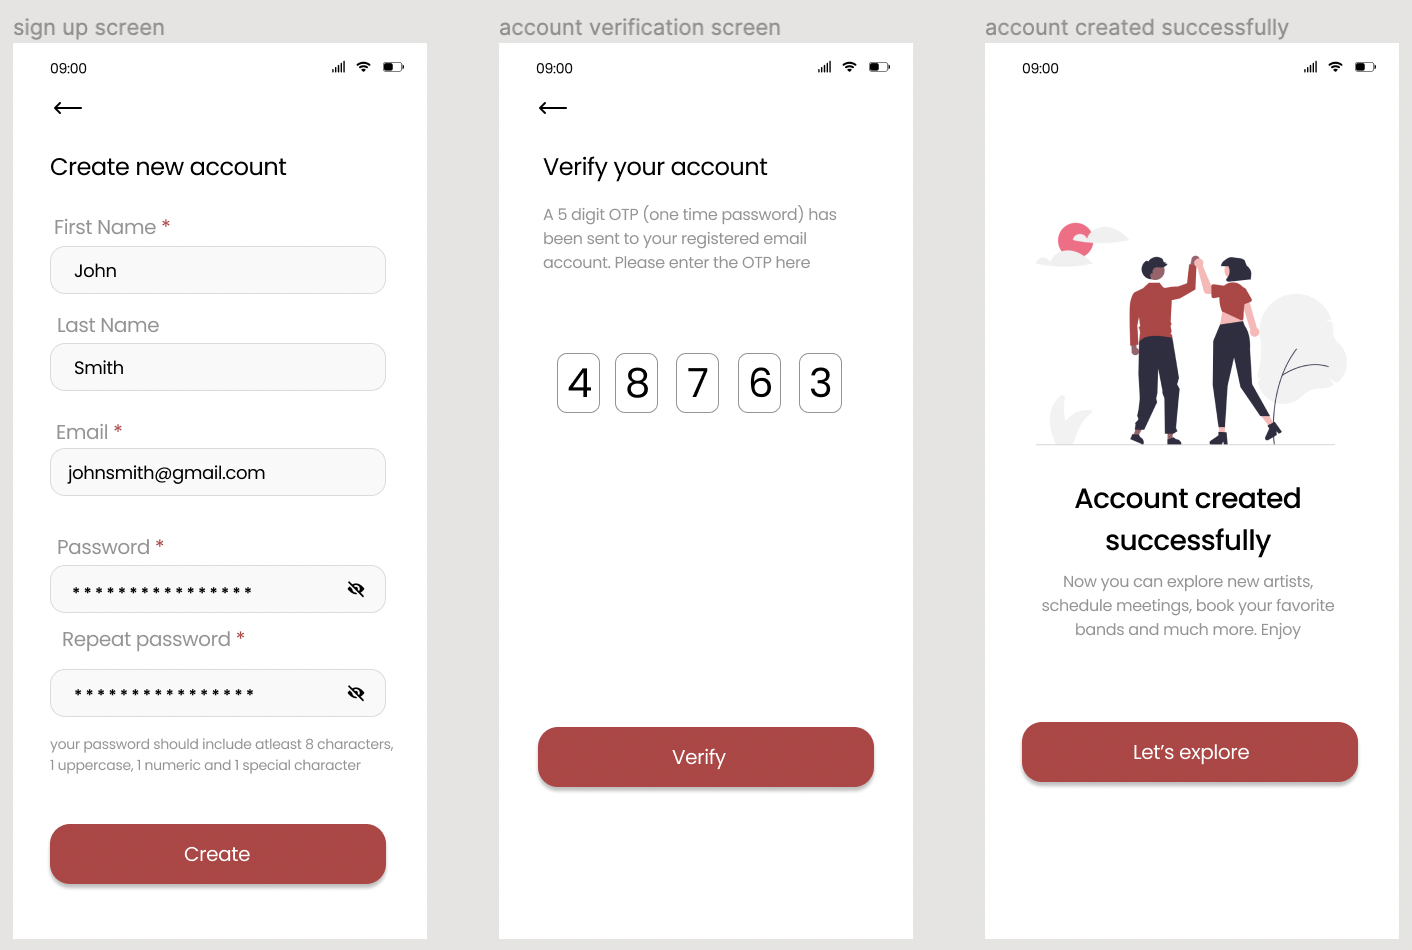 sign up screen
09:00
Create new account
First Name *
John
Last Name
Smith
Email *
johnsmith@gmail.com
Password *
****************
Repeat password *
****************
your password should include atleast 8 characters,
1 uppercase, 1 numeric and 1 special character
Create
account verification screen
09:00
Verify your account
A 5 digit OTP (one time password) has
been sent to your registered email
account. Please enter the OTP here
4 8 7 6 3
Verify
account created successfully
09:00
Account created
successfully
Now you can explore new artists,
schedule meetings, book your favorite
bands and much more. Enjoy
Let’s explore